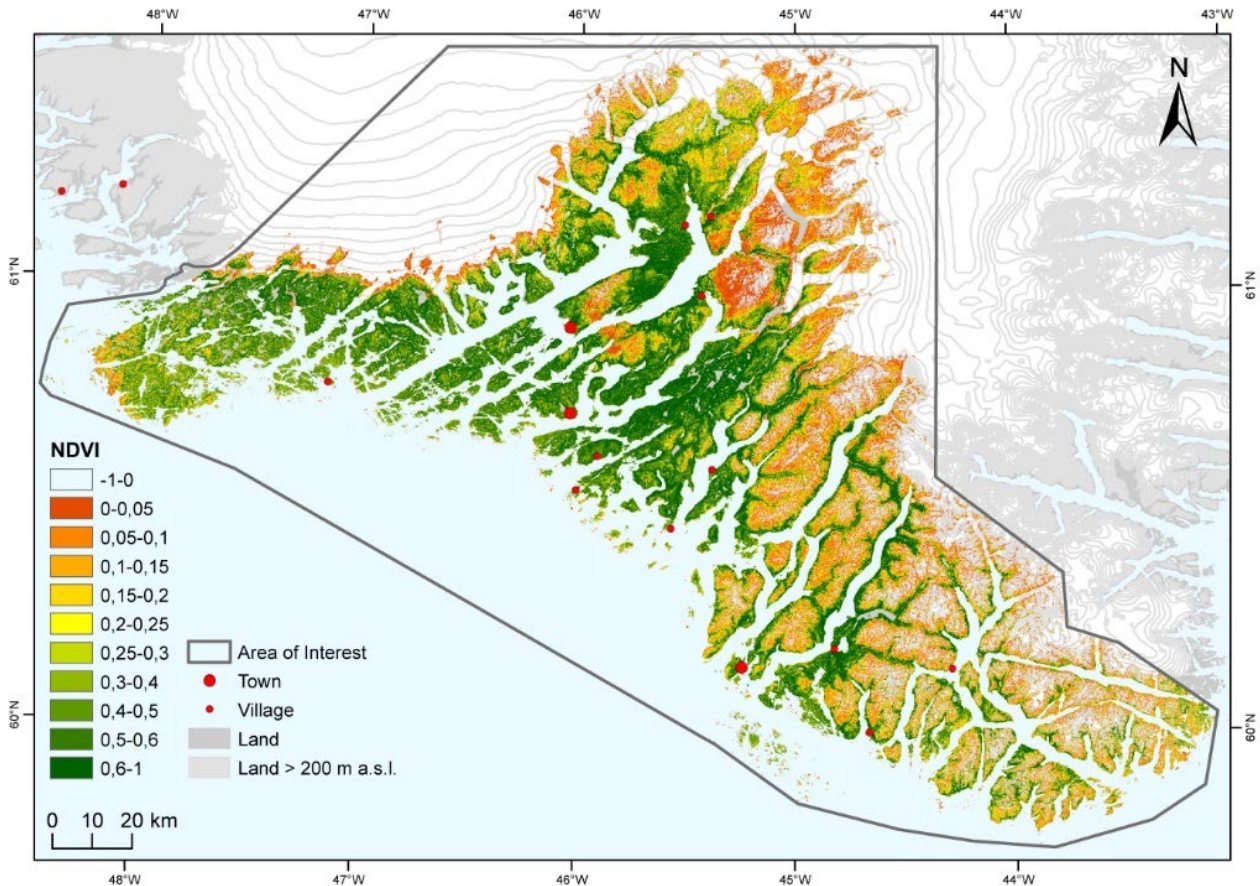 48°W 47°W 46°W 45°W 44°W 43°W
N
61°N 61°N
NDVI
-1-0
0-0,05
0,05-0,1
0,1-0,15
0,15-0,2
0,2-0,25
0,25-0,3
0,3-0,4
0,4-0,5
0,5-0,6
0,6-1
Area of Interest
Town
Village
Land
Land > 200 m a.s.l.
60°N 60°N
0 10 20 km
48°W 47°W 46°W 45°W 44°W